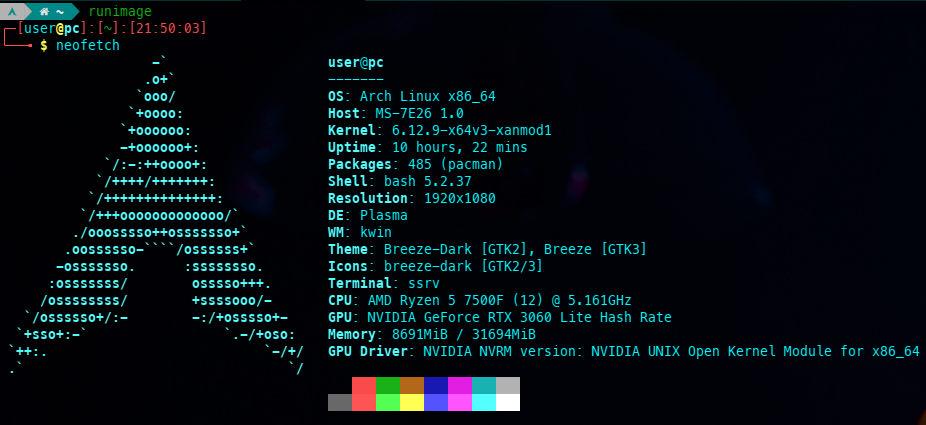 ~ runimage
[user@pc]:[~]:[21:50:03]
$ neofetch
-`
.o+`
`ooo/
`+oooo:
`+oooooo:
-+oooooo+:
`/:-:++oooo+:
`/++++/+++++++:
`/++++++++++++++:
`/+++ooooooooooooo/`
./ooosssso++osssssso+`
.oossssso-````/ossssss+`
-osssssso.      :ssssssso.
:osssssss/        osssso+++.
/ossssssss/        +ssssooo/-
`/ossssso+/:-        -:/+osssso+-
`+sso+:-`                 `.-/+oso:
`++:.                           `-/+/
.`                                 `/
user@pc
-------
OS: Arch Linux x86_64
Host: MS-7E26 1.0
Kernel: 6.12.9-x64v3-xanmod1
Uptime: 10 hours, 22 mins
Packages: 485 (pacman)
Shell: bash 5.2.37
Resolution: 1920x1080
DE: Plasma
WM: kwin
Theme: Breeze-Dark [GTK2], Breeze [GTK3]
Icons: breeze-dark [GTK2/3]
Terminal: ssrv
CPU: AMD Ryzen 5 7500F (12) @ 5.161GHz
GPU: NVIDIA GeForce RTX 3060 Lite Hash Rate
Memory: 8691MiB / 31694MiB
GPU Driver: NVIDIA NVRM version: NVIDIA UNIX Open Kernel Module for x86_64